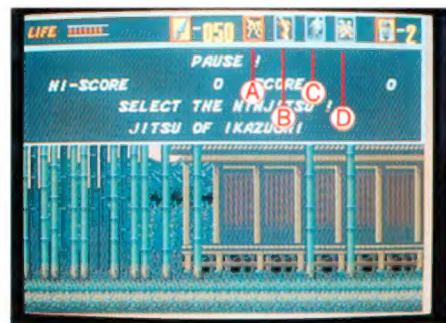 LIFE -050 -2
PAUSE !
HI-SCORE 0 SCORE 0
SELECT THE NINJITSU !
JITSU OF IKAZUCHI
A B C D